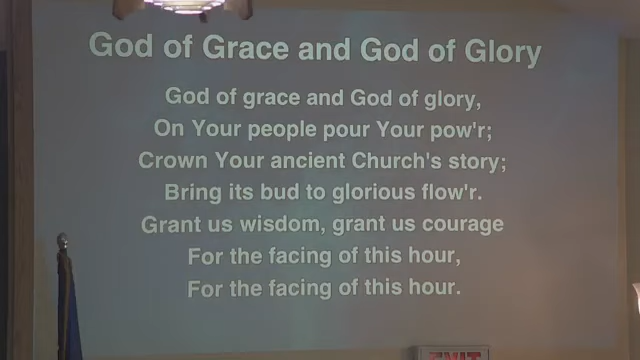 God of Grace and God of Glory
God of grace and God of glory,
On Your people pour Your pow'r;
Crown Your ancient Church's story;
Bring its bud to glorious flow'r.
Grant us wisdom, grant us courage
For the facing of this hour,
For the facing of this hour.
EXIT